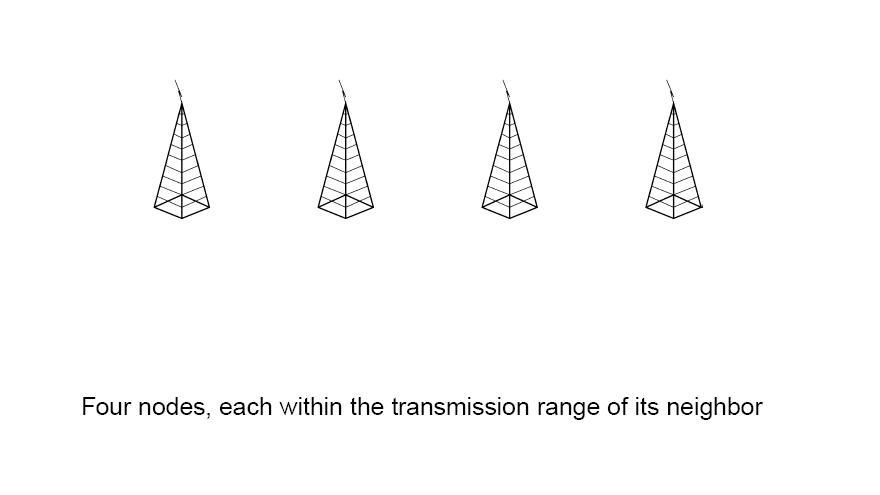 Four nodes, each within the transmission range of its neighbor